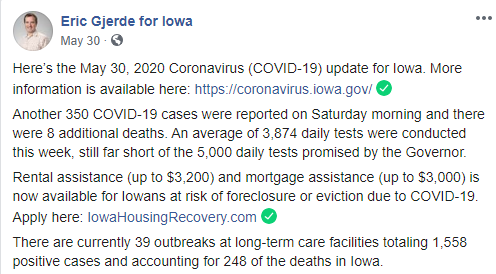 Eric Gjerde for Iowa
May 30 ·
Here's the May 30, 2020 Coronavirus (COVID-19) update for Iowa. More
information is available here: https://coronavirus.iowa.gov/
Another 350 COVID-19 cases were reported on Saturday morning and there
were 8 additional deaths. An average of 3,874 daily tests were conducted
this week, still far short of the 5,000 daily tests promised by the Governor.
Rental assistance (up to $3,200) and mortgage assistance (up to $3,000) is
now available for Iowans at risk of foreclosure or eviction due to COVID-19.
Apply here: IowaHousingRecovery.com
There are currently 39 outbreaks at long-term care facilities totaling 1,558
positive cases and accounting for 248 of the deaths in Iowa.